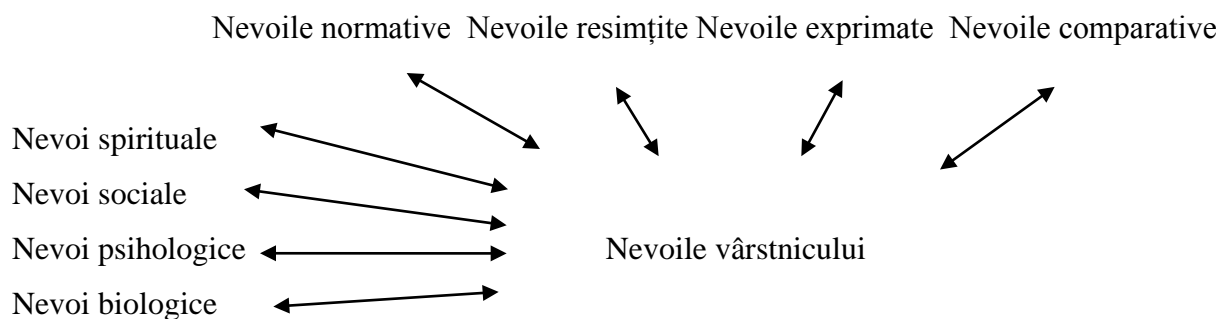 Nevoile normative Nevoile resimțite Nevoile exprimate Nevoile comparative
Nevoi spirituale
Nevoi sociale
Nevoi psihologice Nevoile vârstnicului
Nevoi biologice